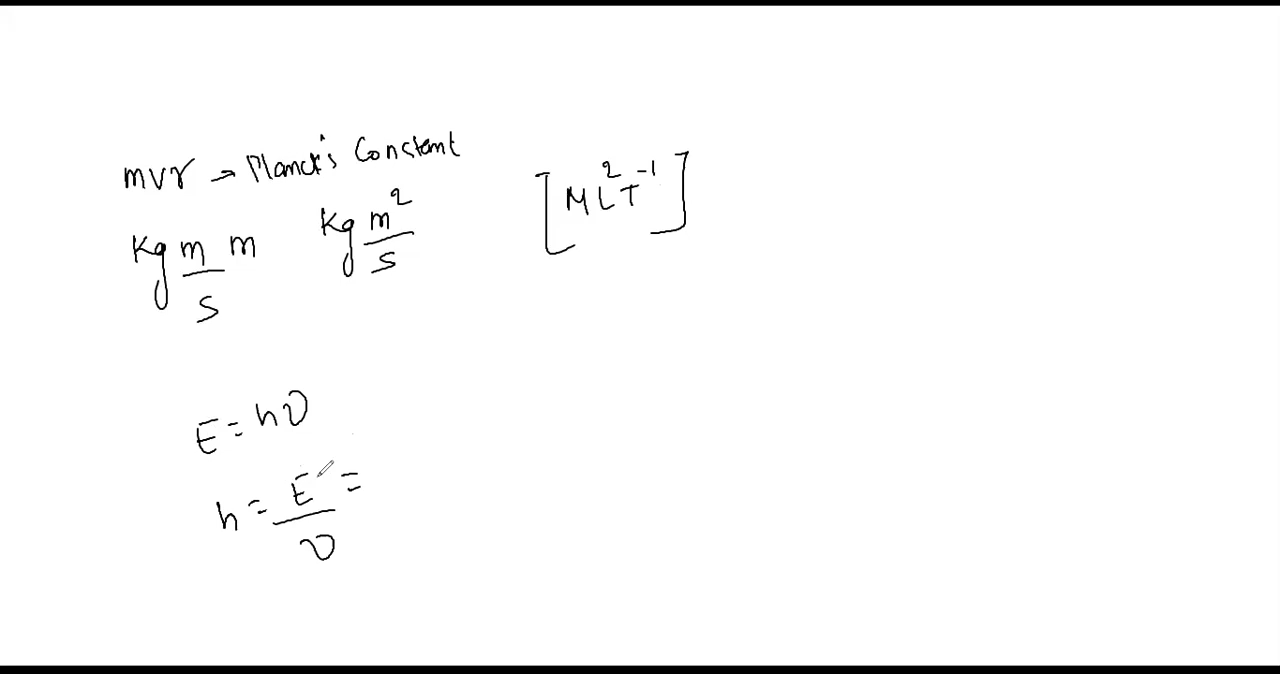 mvr → Planck's Constant
kg m/s m kg m²/s [ML²T⁻¹]
E = hν
h = E/ν =